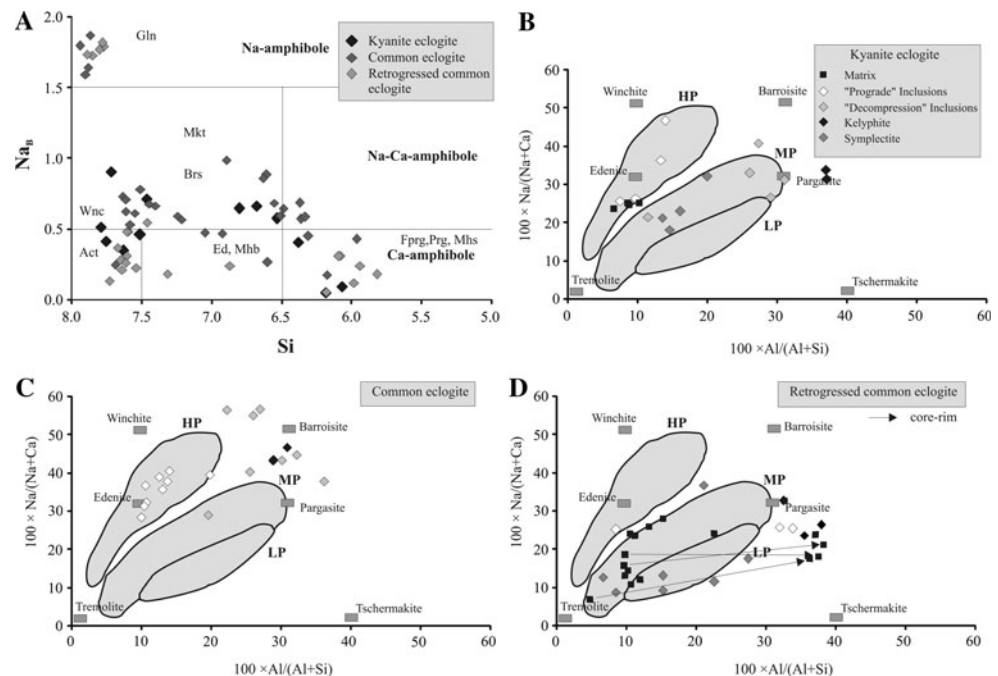 A
2.0
1.5
1.0
0.5
0.0
Na_B
8.0 7.5 7.0 6.5 6.0 5.5 5.0
Si
Gln
Na-amphibole
Kyanite eclogite
Common eclogite
Retrogressed common
eclogite
Mkt
Na-Ca-amphibole
Brs
Wnc
Act
Ed, Mhb
Fprg,Prg, Mhs
Ca-amphibole
B
Kyanite eclogite
Matrix
"Prograde" Inclusions
"Decompression" Inclusions
Kelyphite
Symplectite
60
50
40
30
20
10
0
100 × Na/(Na+Ca)
Winchite
HP
Barroisite
Edenite
MP
Pargasite
LP
Tremolite
Tschermakite
0 10 20 30 40 50 60
100 ×Al/(Al+Si)
C
Common eclogite
60
50
40
30
20
10
0
100 × Na/(Na+Ca)
Winchite
HP
Barroisite
Edenite
MP
Pargasite
LP
Tremolite
Tschermakite
0 10 20 30 40 50 60
100 ×Al/(Al+Si)
D
Retrogressed common eclogite
core-rim
60
50
40
30
20
10
0
100 × Na/(Na+Ca)
Winchite
HP
Barroisite
Edenite
MP
Pargasite
LP
Tremolite
Tschermakite
0 10 20 30 40 50 60
100 ×Al/(Al+Si)